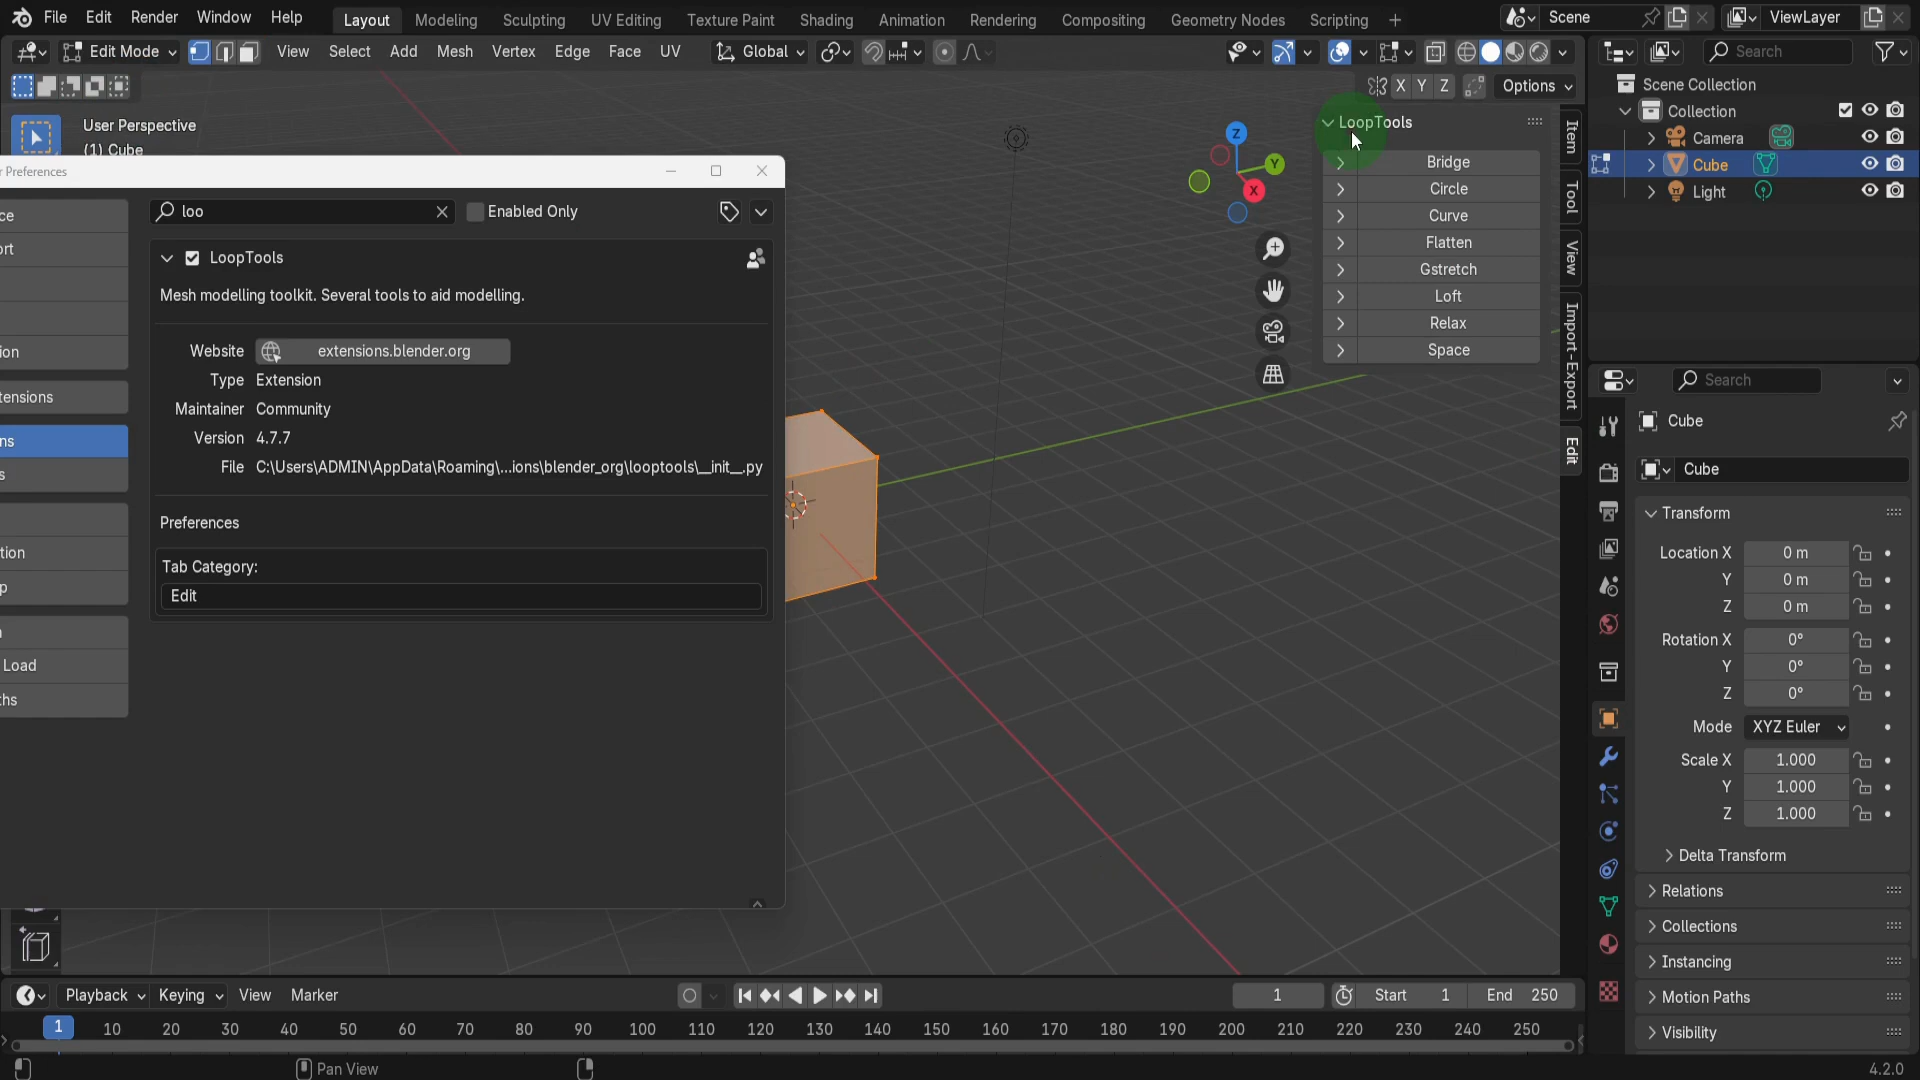 File Edit Render Window Help Layout Modeling Sculpting UV Editing Texture Paint Shading Animation Rendering Compositing Geometry Nodes Scripting + Scene ViewLayer
Edit Mode View Select Add Mesh Vertex Edge Face UV Global Search
X Y Z Options
Scene Collection
Collection
Camera
Cube
Light
User Perspective
(1) Cube
LoopTools
Bridge
Circle
Curve
Flatten
Gstretch
Loft
Relax
Space
Z
Y
X
Item
Tool
View
Import-Export
Edit
r Preferences
ce
ort
ion
tensions
ns
s
tion
p
Load
ths
loo Enabled Only
LoopTools
Mesh modelling toolkit. Several tools to aid modelling.
Website extensions.blender.org
Type Extension
Maintainer Community
Version 4.7.7
File C:\Users\ADMIN\AppData\Roaming\...ions\blender_org\looptools\__init__.py
Preferences
Tab Category:
Edit
Search
Cube
Cube
Transform
Location X 0 m
Y 0 m
Z 0 m
Rotation X 0°
Y 0°
Z 0°
Mode XYZ Euler
Scale X 1.000
Y 1.000
Z 1.000
Delta Transform
Relations
Collections
Instancing
Motion Paths
Visibility
Playback Keying View Marker 1 Start 1 End 250
1 10 20 30 40 50 60 70 80 90 100 110 120 130 140 150 160 170 180 190 200 210 220 230 240 250
Pan View 4.2.0